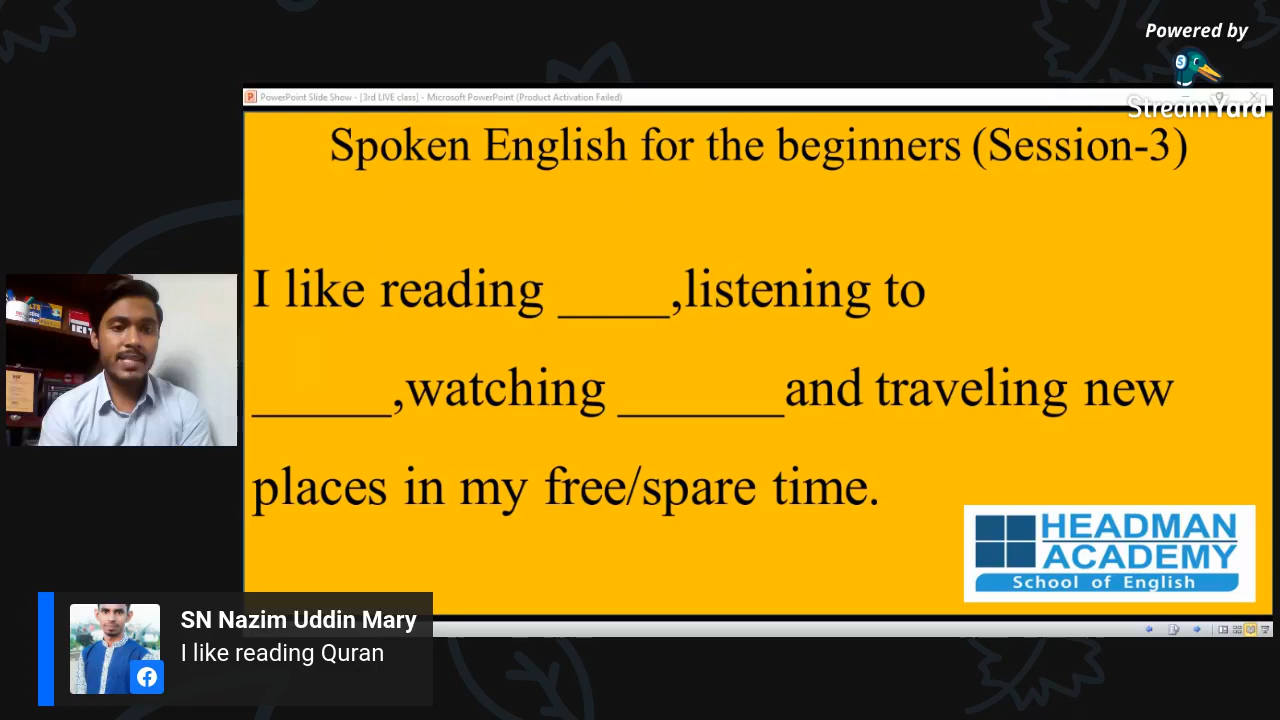 Powered by
StreamYard
PowerPoint Slide Show - [3rd LIVE class] - Microsoft PowerPoint (Product Activation Failed)
Spoken English for the beginners (Session-3)
I like reading ____,listening to
_____,watching ______and traveling new
places in my free/spare time.
HEADMAN
ACADEMY
School of English
SN Nazim Uddin Mary
I like reading Quran